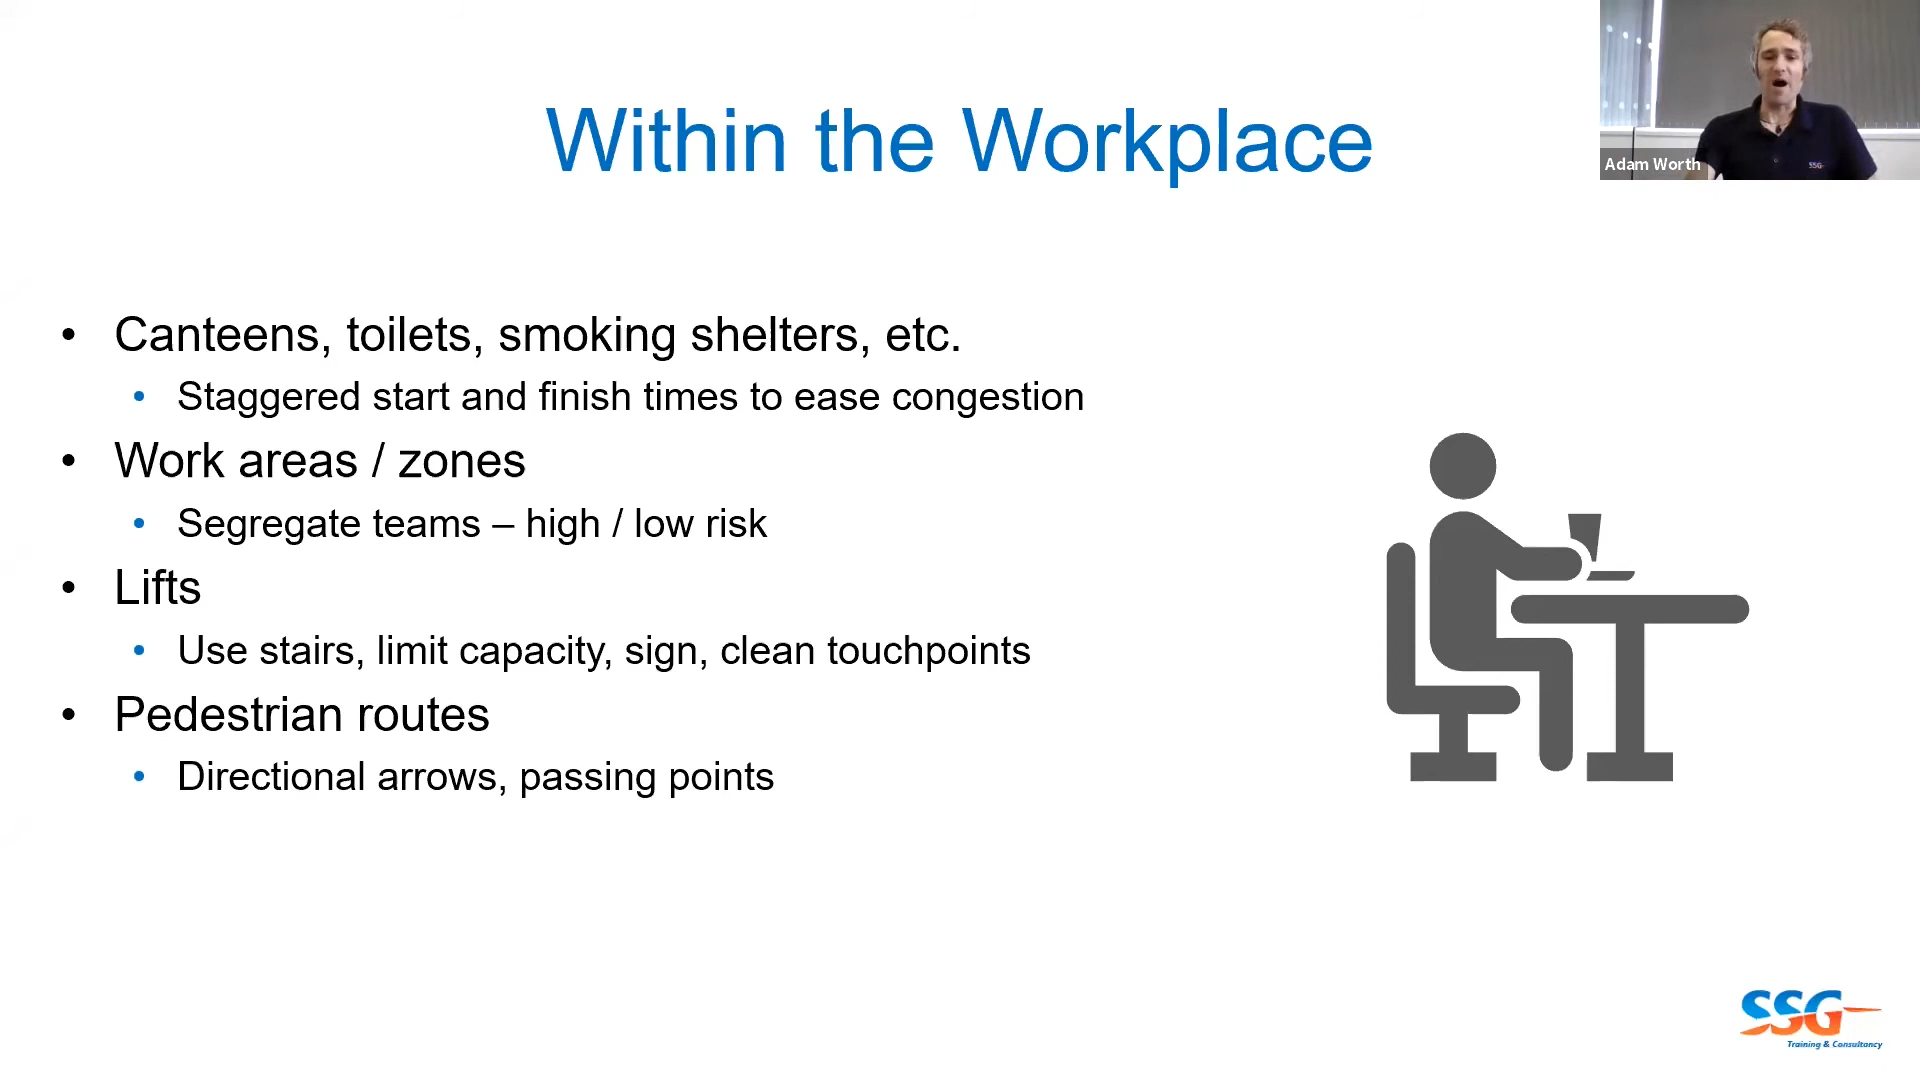 Within the Workplace
Adam Worth
SSG
• Canteens, toilets, smoking shelters, etc.
• Staggered start and finish times to ease congestion
• Work areas / zones
• Segregate teams – high / low risk
• Lifts
• Use stairs, limit capacity, sign, clean touchpoints
• Pedestrian routes
• Directional arrows, passing points
SSG
Training & Consultancy